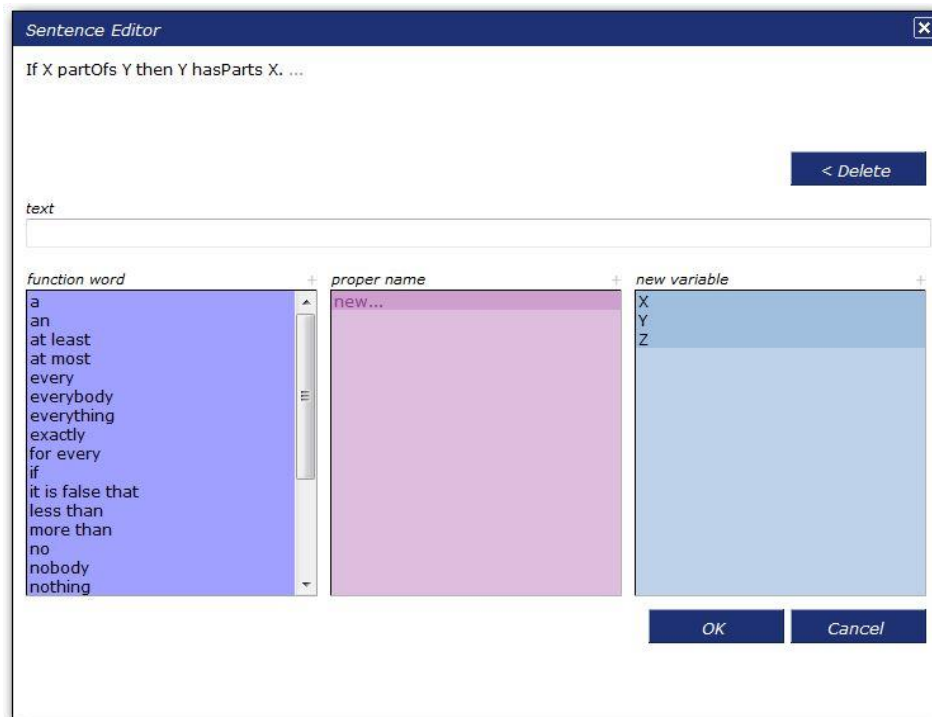 Sentence Editor
If X partOfs Y then Y hasParts X. ...
< Delete
text
function word + proper name + new variable +
a new... X
an Y
at least Z
at most
every
everybody
everything
exactly
for every
if
it is false that
less than
more than
no
nobody
nothing
OK Cancel